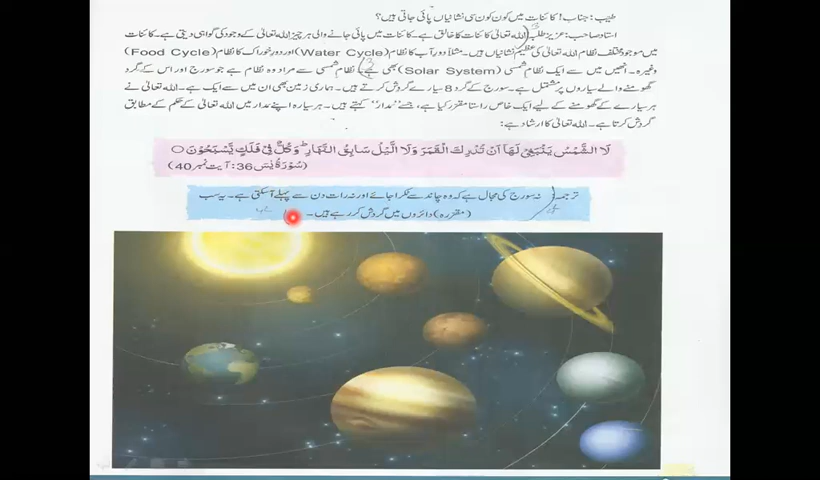 طیب: جناب! کائنات میں کون کون سی نشانیاں پائی جاتی ہیں؟
استاد صاحب: عزیز طلبہ! اللہ تعالیٰ کائنات کا خالق ہے۔ کائنات میں پائی جانے والی ہر چیز اللہ تعالیٰ کے وجود کی گواہی دیتی ہے۔ کائنات
میں موجود مختلف نظام اللہ تعالیٰ کی عظیم نشانیاں ہیں۔ مثلاً دورِ آب کا نظام (Water Cycle) اور دورِ خوراک کا نظام (Food Cycle)
وغیرہ۔ انھیں میں سے ایک نظامِ شمسی (Solar System) بھی ہے۔ نظامِ شمسی سے مراد وہ نظام ہے جو سورج اور اس کے گرد
گھومنے والے سیاروں پر مشتمل ہے۔ سورج کے گرد 8 سیارے گردش کرتے ہیں۔ ہماری زمین بھی ان میں سے ایک ہے۔ اللہ تعالیٰ نے
ہر سیارے کے گھومنے کے لیے ایک خاص راستا مقرر کیا ہے، جسے "مدار" کہتے ہیں۔ ہر سیارہ اپنے مدار میں اللہ تعالیٰ کے حکم کے مطابق
گردش کرتا ہے۔ اللہ تعالیٰ کا ارشاد ہے:
لَا الشَّمْسُ يَنْبَغِيْ لَهَآ اَنْ تُدْرِكَ الْقَمَرَ وَلَا الَّيْلُ سَابِقُ النَّهَارِ ؕ وَكُلٌّ فِيْ فَلَكٍ يَّسْبَحُوْنَ ○
(سُوْرَةُ يٰسٓ 36: آیت نمبر 40)
ترجمہ: نہ سورج کی مجال ہے کہ وہ چاند سے ٹکرا جائے اور نہ رات دن سے پہلے آ سکتی ہے۔ یہ سب
(مقررہ) دائروں میں گردش کر رہے ہیں۔